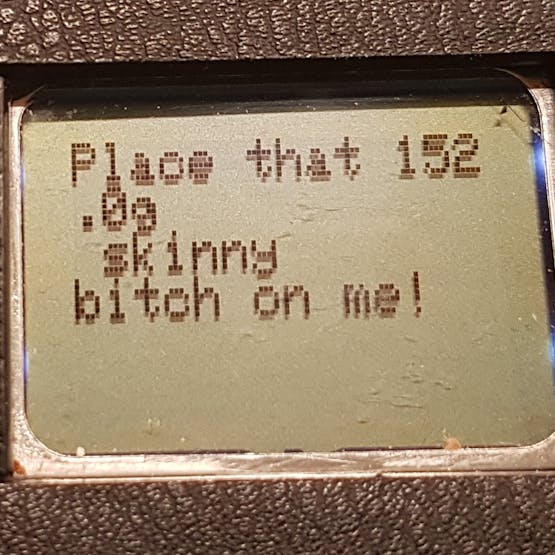 Place that 152
.0g
skinny
bitch on me!